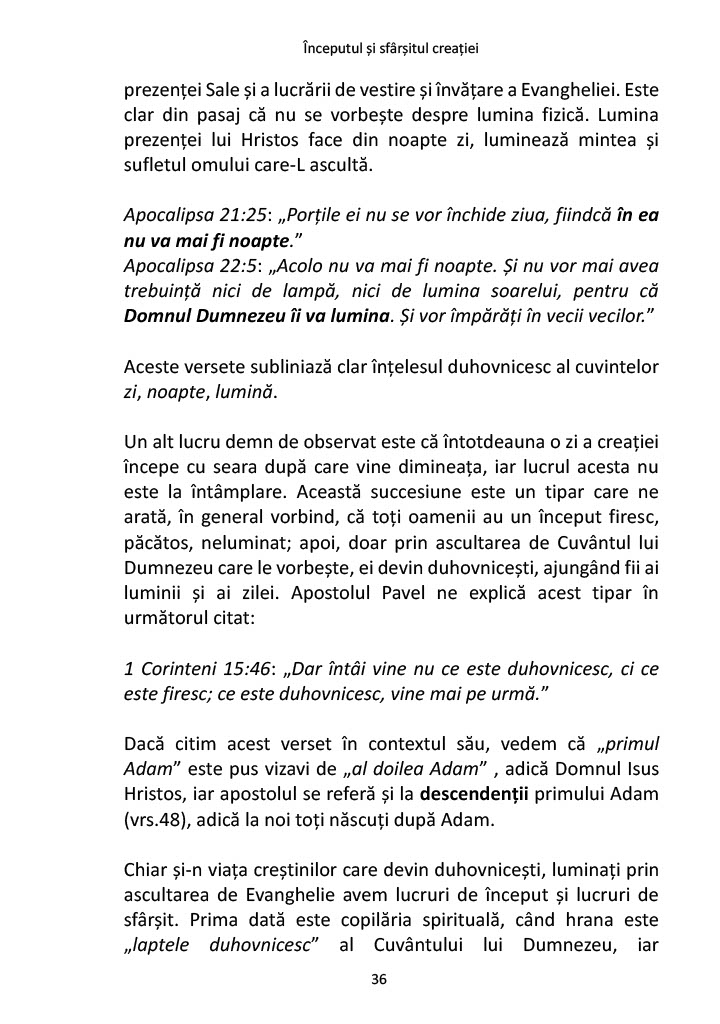 Începutul și sfârșitul creației
prezenței Sale și a lucrării de vestire și învățare a Evangheliei. Este
clar din pasaj că nu se vorbește despre lumina fizică. Lumina
prezenței lui Hristos face din noapte zi, luminează mintea și
sufletul omului care-L ascultă.
Apocalipsa 21:25: „Porțile ei nu se vor închide ziua, fiindcă în ea
nu va mai fi noapte.”
Apocalipsa 22:5: „Acolo nu va mai fi noapte. Și nu vor mai avea
trebuință nici de lampă, nici de lumina soarelui, pentru că
Domnul Dumnezeu îi va lumina. Și vor împărăți în vecii vecilor.”
Aceste versete subliniază clar înțelesul duhovnicesc al cuvintelor
zi, noapte, lumină.
Un alt lucru demn de observat este că întotdeauna o zi a creației
începe cu seara după care vine dimineața, iar lucrul acesta nu
este la întâmplare. Această succesiune este un tipar care ne
arată, în general vorbind, că toți oamenii au un început firesc,
păcătos, neluminat; apoi, doar prin ascultarea de Cuvântul lui
Dumnezeu care le vorbește, ei devin duhovnicești, ajungând fii ai
luminii și ai zilei. Apostolul Pavel ne explică acest tipar în
următorul citat:
1 Corinteni 15:46: „Dar întâi vine nu ce este duhovnicesc, ci ce
este firesc; ce este duhovnicesc, vine mai pe urmă.”
Dacă citim acest verset în contextul său, vedem că „primul
Adam” este pus vizavi de „al doilea Adam” , adică Domnul Isus
Hristos, iar apostolul se referă și la descendenții primului Adam
(vrs.48), adică la noi toți născuți după Adam.
Chiar și-n viața creștinilor care devin duhovnicești, luminați prin
ascultarea de Evanghelie avem lucruri de început și lucruri de
sfârșit. Prima dată este copilăria spirituală, când hrana este
„laptele duhovnicesc” al Cuvântului lui Dumnezeu, iar
36